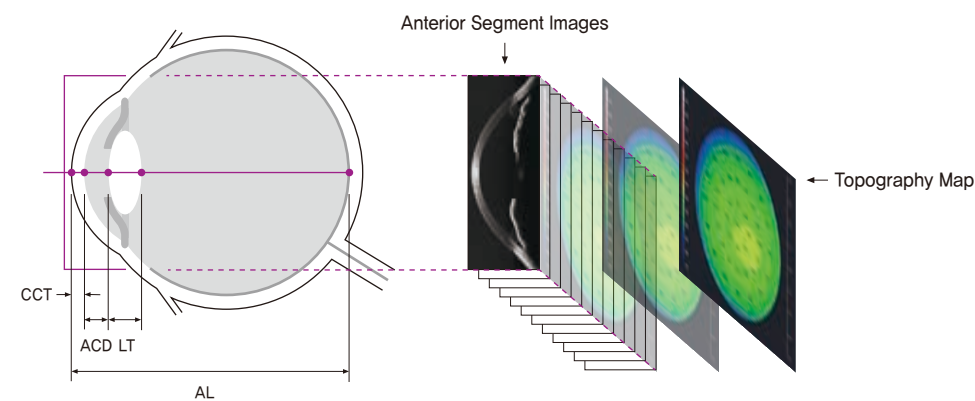 Anterior Segment Images
Topography Map
CCT
ACD LT
AL